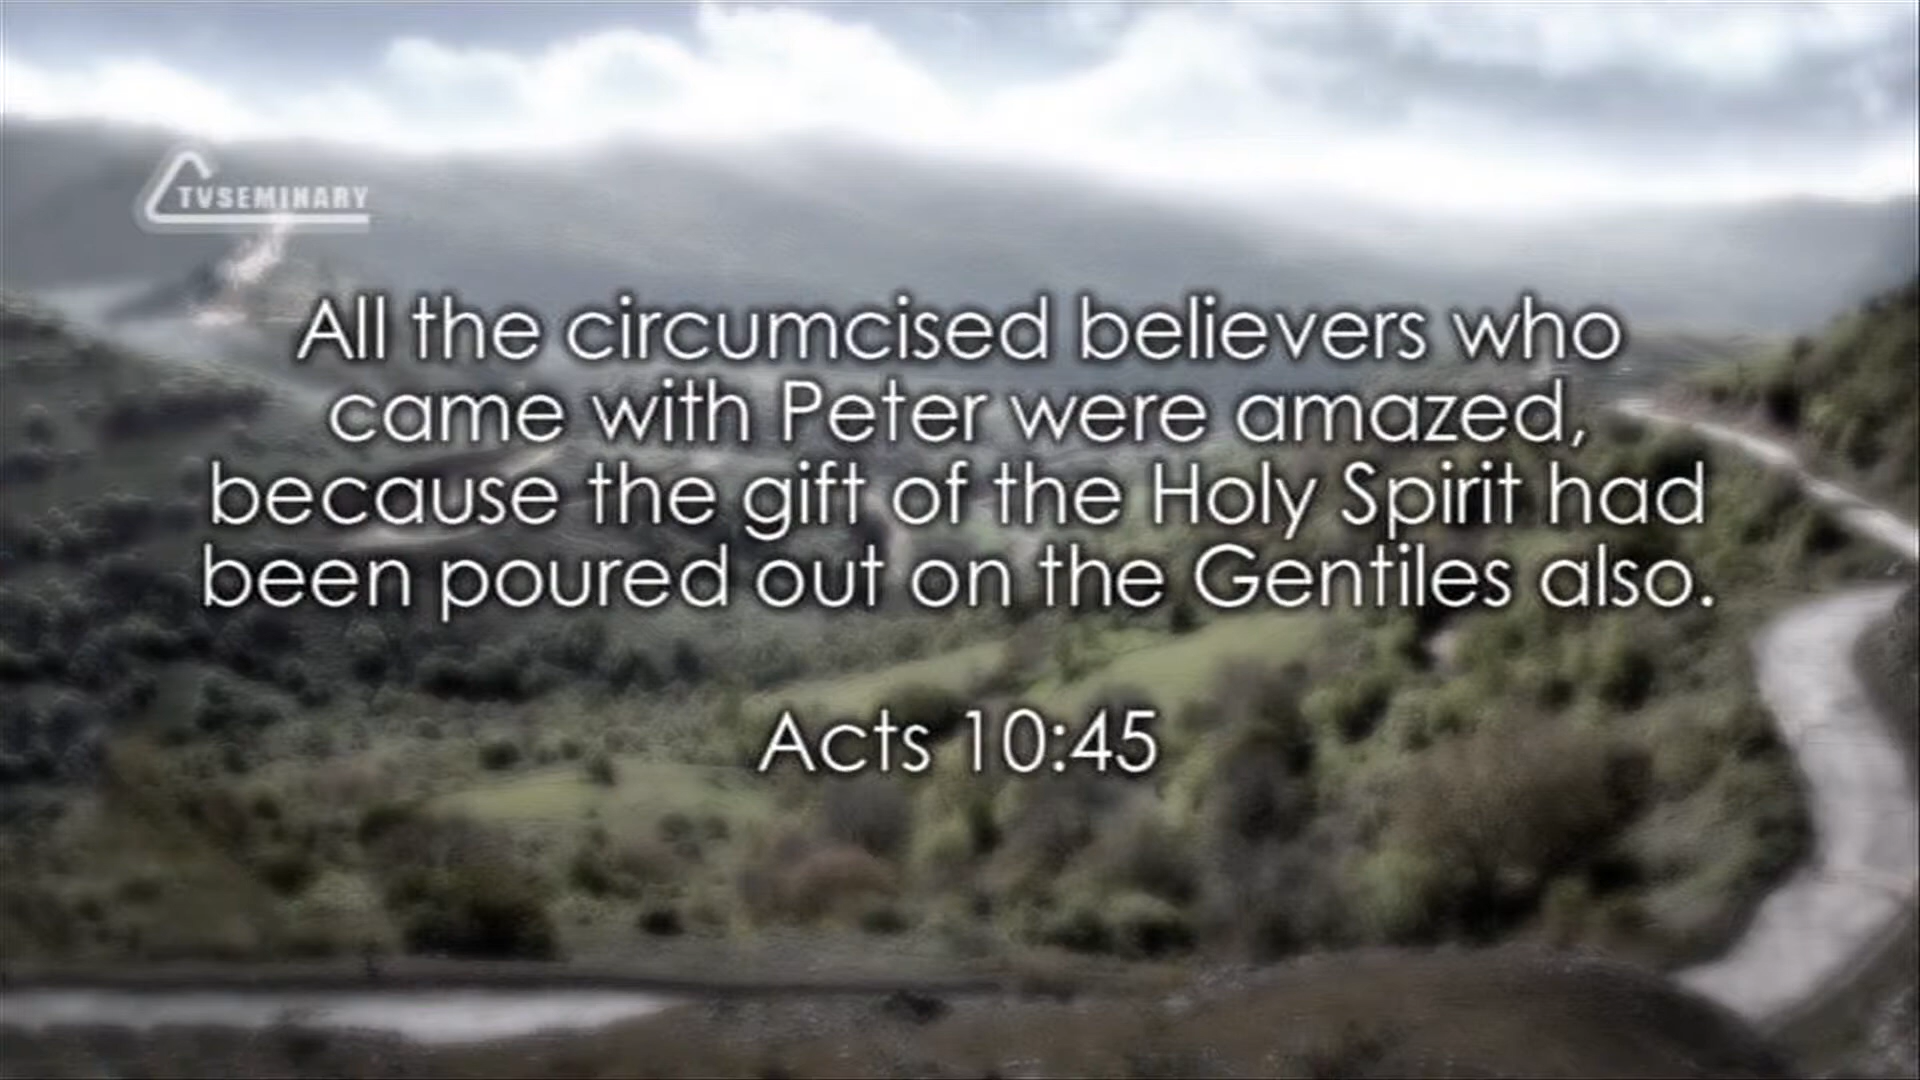 TVSEMINARY
All the circumcised believers who
came with Peter were amazed,
because the gift of the Holy Spirit had
been poured out on the Gentiles also.
Acts 10:45